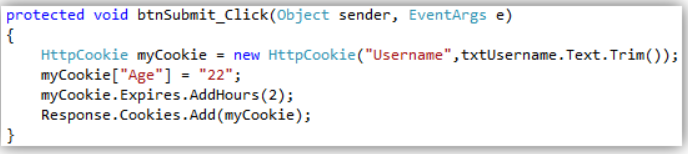 protected void btnSubmit_Click(Object sender, EventArgs e)
{
    HttpCookie myCookie = new HttpCookie("Username",txtUsername.Text.Trim());
    myCookie["Age"] = "22";
    myCookie.Expires.AddHours(2);
    Response.Cookies.Add(myCookie);
}